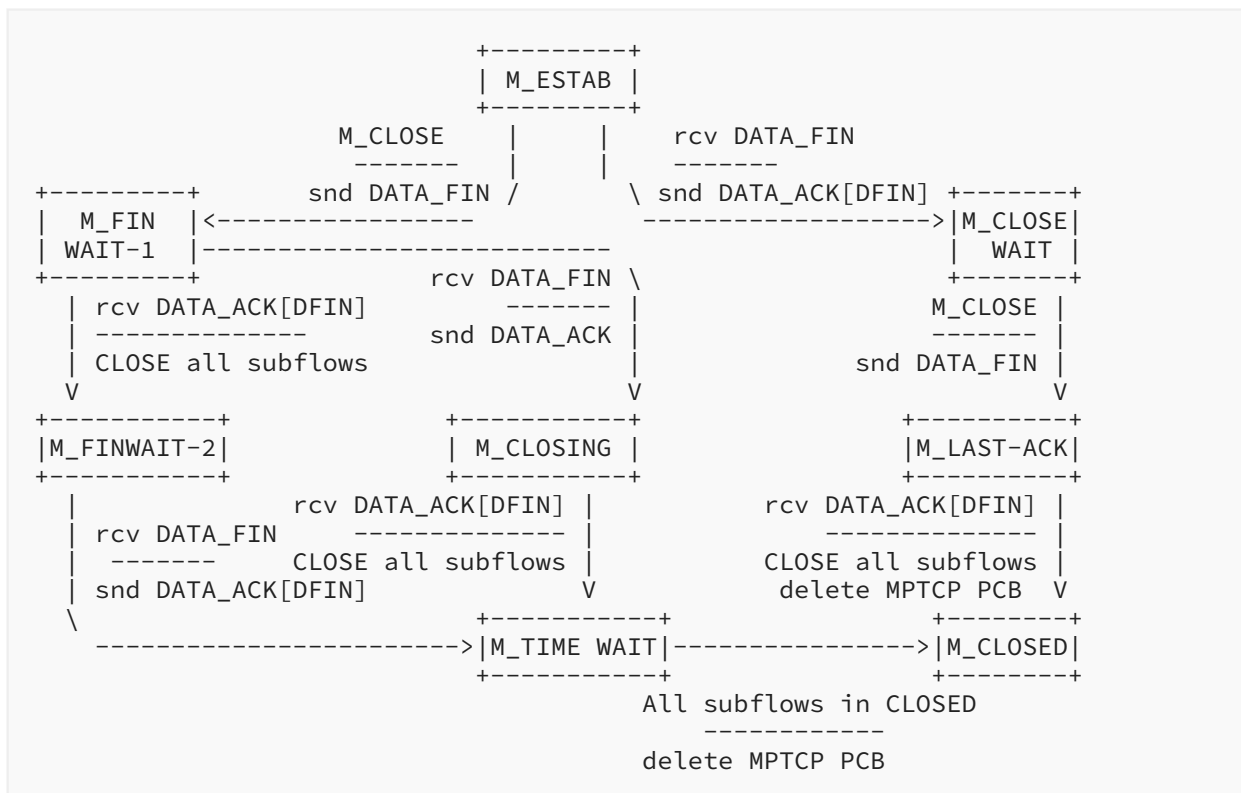 +---------+
                                | M_ESTAB |
                                +---------+
                       M_CLOSE    |     |    rcv DATA_FIN
                        -------   |     |    -------
+---------+       snd DATA_FIN /       \ snd DATA_ACK[DFIN] +-------+
|  M_FIN  |<-----------------           ------------------->|M_CLOSE|
| WAIT-1  |---------------------------                      |  WAIT |
+---------+               rcv DATA_FIN \                    +-------+
  | rcv DATA_ACK[DFIN]         ------- |                   M_CLOSE |
  | --------------        snd DATA_ACK |                   ------- |
  | CLOSE all subflows                 |              snd DATA_FIN |
  V                                    V                           V
+-----------+              +-----------+                  +----------+
|M_FINWAIT-2|              | M_CLOSING |                  |M_LAST-ACK|
+-----------+              +-----------+                  +----------+
  |              rcv DATA_ACK[DFIN] |           rcv DATA_ACK[DFIN] |
  | rcv DATA_FIN     -------------- |               -------------- |
  |  -------     CLOSE all subflows |           CLOSE all subflows |
  | snd DATA_ACK[DFIN]              V            delete MPTCP PCB  V
  \                          +-----------+                +--------+
    ------------------------>|M_TIME WAIT|--------------->|M_CLOSED|
                             +-----------+                +--------+
                                        All subflows in CLOSED
                                            ------------
                                        delete MPTCP PCB